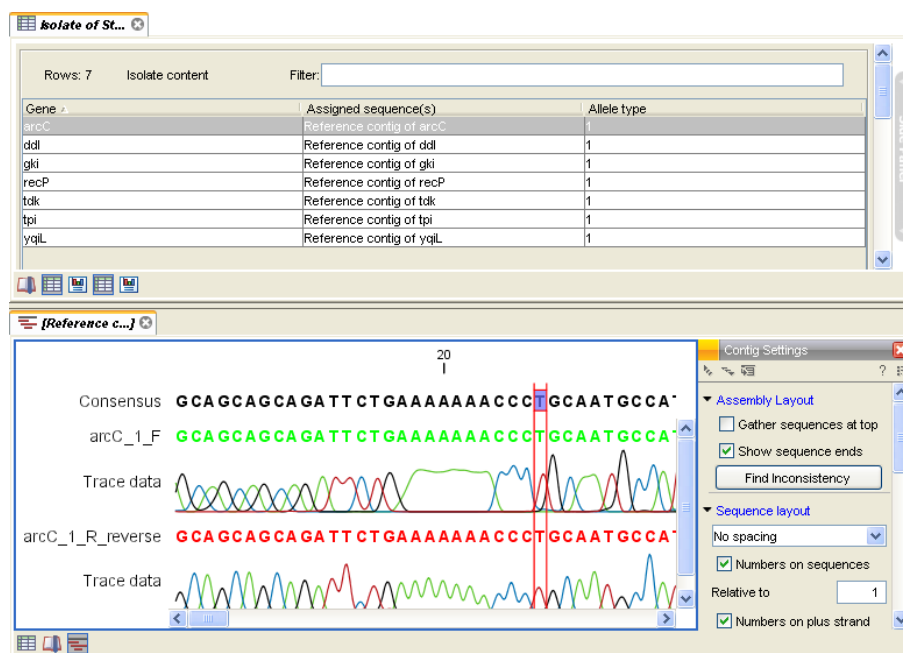 Isolate of St...
Rows: 7 Isolate content Filter:
Gene Assigned sequence(s) Allele type
arcC Reference contig of arcC 1
ddl Reference contig of ddl 1
gki Reference contig of gki 1
recP Reference contig of recP 1
tdk Reference contig of tdk 1
tpi Reference contig of tpi 1
yqiL Reference contig of yqiL 1
[Reference c...]
Contig Settings
20
?
Consensus GCAGCAGCAGATTCTGAAAAAAACCCTGCAATGCCAT
Assembly Layout
Gather sequences at top
arcC_1_F GCAGCAGCAGATTCTGAAAAAAACCCTGCAATGCCAT
Show sequence ends
Trace data
Find Inconsistency
Sequence layout
arcC_1_R_reverse GCAGCAGCAGATTCTGAAAAAAACCCTGCAATGCCAT
No spacing
Numbers on sequences
Trace data
Relative to 1
Numbers on plus strand